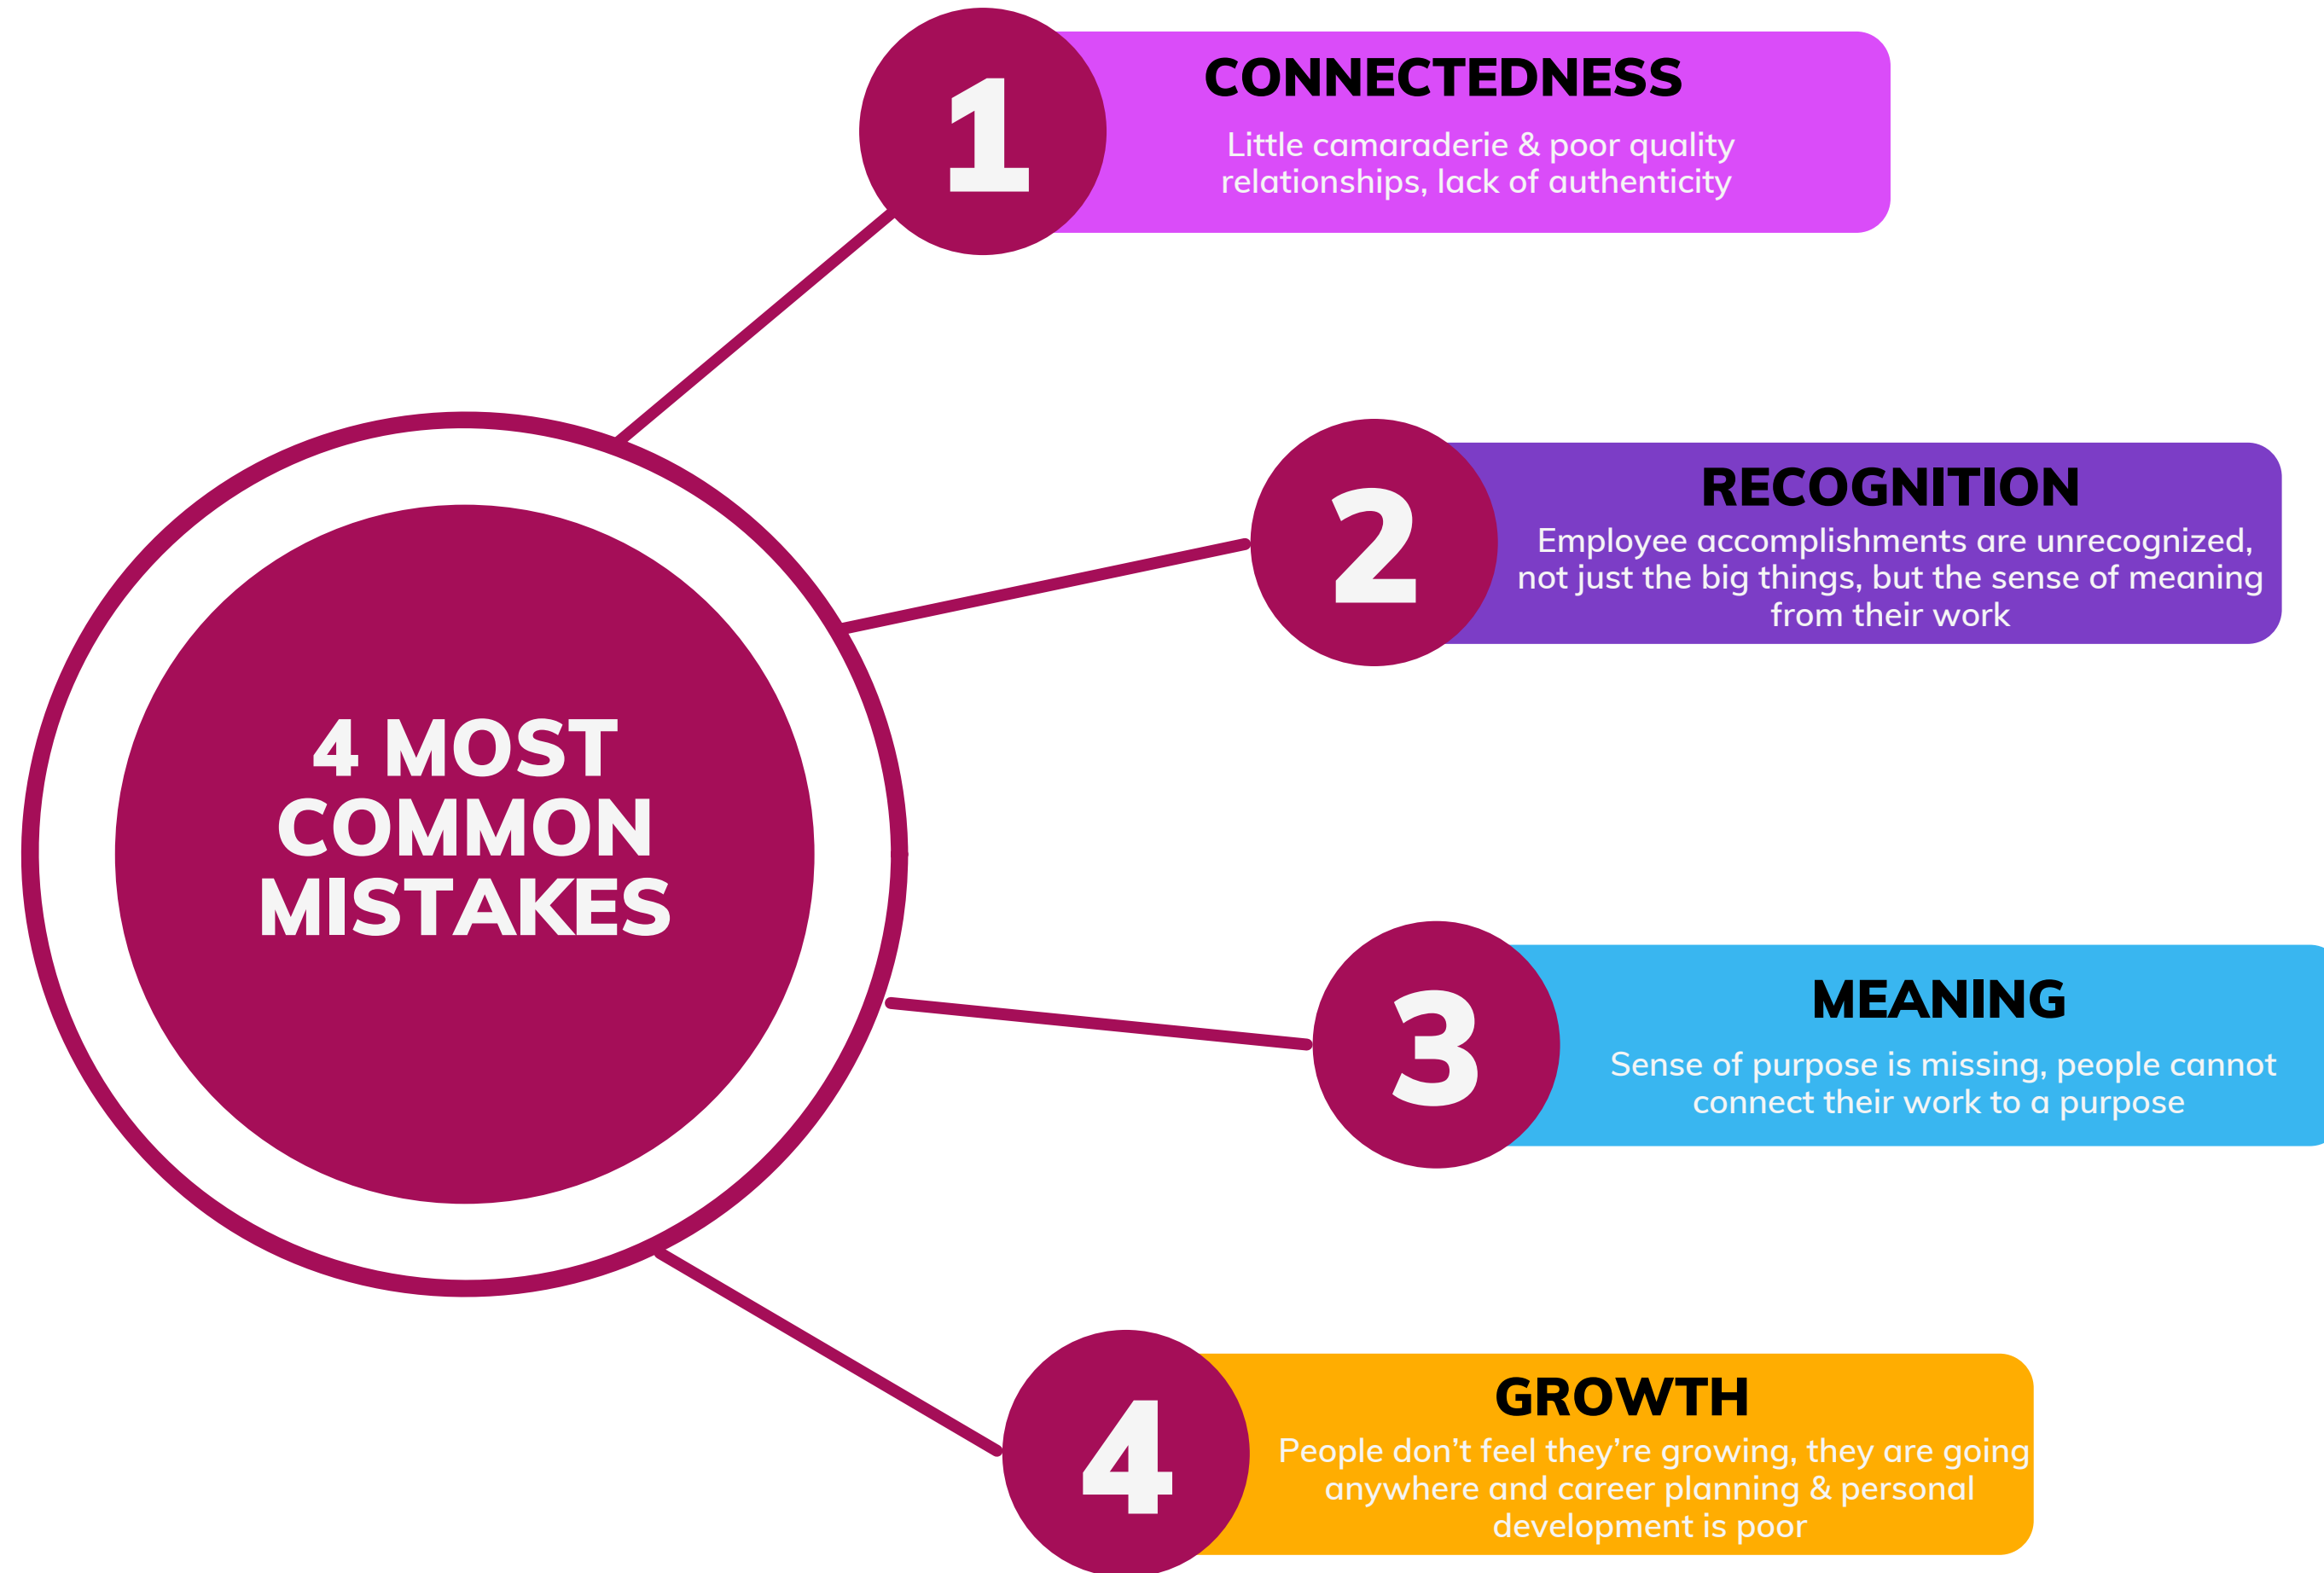 4 MOST
COMMON
MISTAKES
1
CONNECTEDNESS
Little camaraderie & poor quality
relationships, lack of authenticity
2
RECOGNITION
Employee accomplishments are unrecognized,
not just the big things, but the sense of meaning
from their work
3
MEANING
Sense of purpose is missing, people cannot
connect their work to a purpose
4
GROWTH
People don’t feel they’re growing, they are going
anywhere and career planning & personal
development is poor